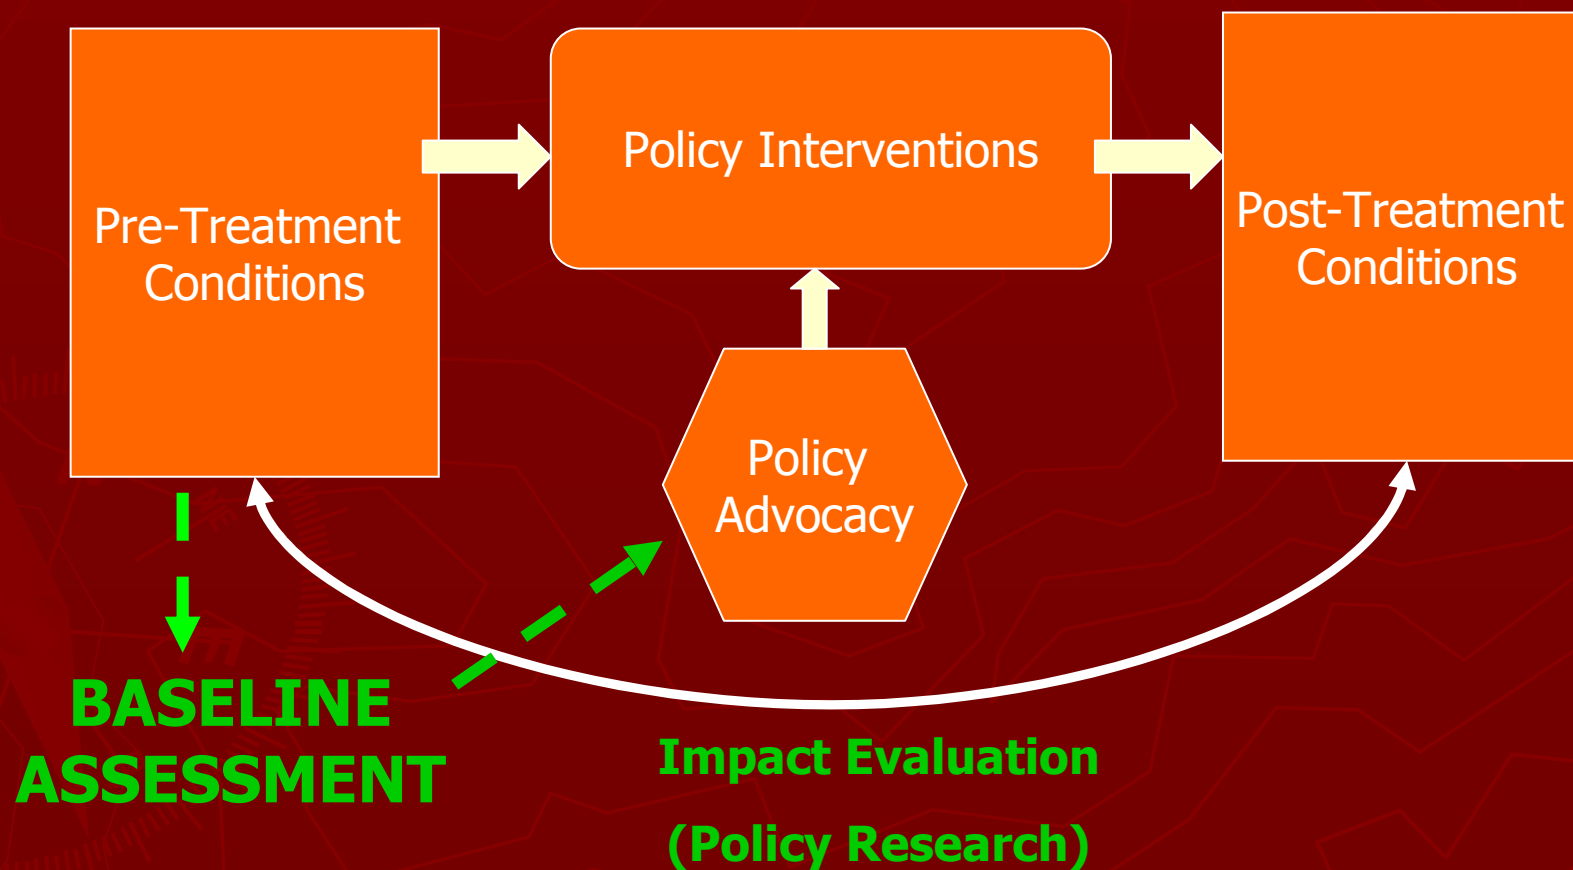 Pre-Treatment
Conditions
Policy Interventions
Post-Treatment
Conditions
Policy
Advocacy
BASELINE
ASSESSMENT
Impact Evaluation
(Policy Research)